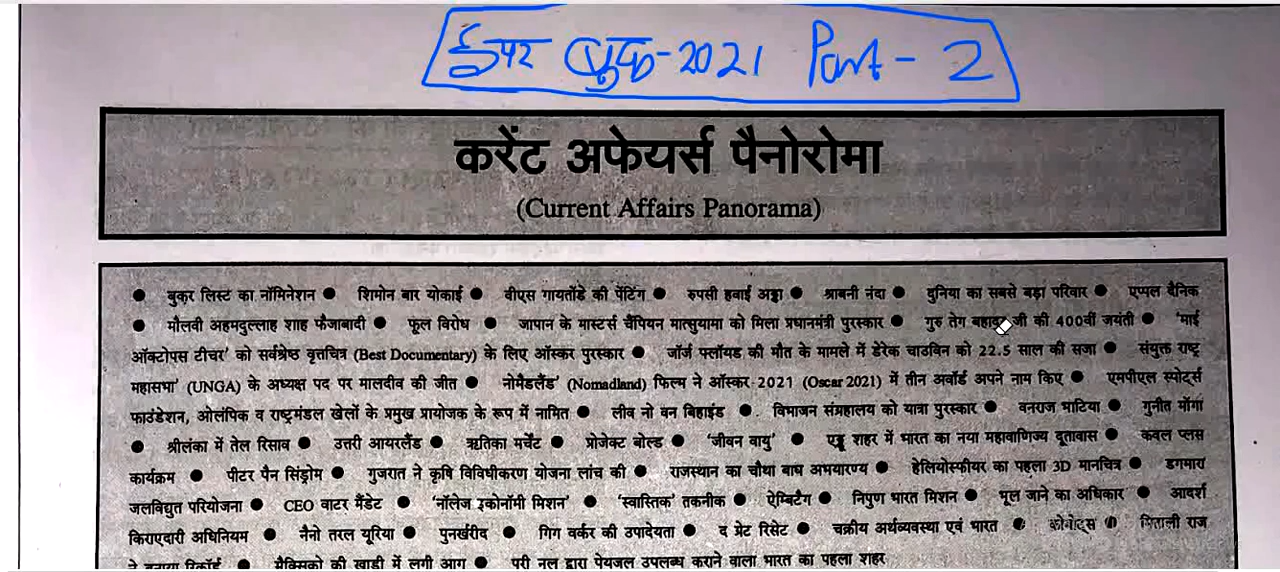 ईयर बुक-2021 Part-2
करेंट अफेयर्स पैनोरोमा
(Current Affairs Panorama)
● बुकर लिस्ट का नॉमिनेशन ● शिमोन बार योकाई ● वीएस गायतोंडे की पेंटिंग ● रुपसी हवाई अड्डा ● श्राबनी नंदा ● दुनिया का सबसे बड़ा परिवार ● एप्पल दैनिक
● मौलवी अहमदुल्लाह शाह फैजाबादी ● फूल विरोध ● जापान के मास्टर्स चैंपियन मात्सुयामा को मिला प्रधानमंत्री पुरस्कार ● गुरु तेग बहादुर जी की 400वीं जयंती ● 'माई
ऑक्टोपस टीचर' को सर्वश्रेष्ठ वृत्तचित्र (Best Documentary) के लिए ऑस्कर पुरस्कार ● जॉर्ज फ्लॉयड की मौत के मामले में डेरेक चाउविन को 22.5 साल की सजा ● संयुक्त राष्ट्र
महासभा' (UNGA) के अध्यक्ष पद पर मालदीव की जीत ● नोमैडलैंड' (Nomadland) फिल्म ने ऑस्कर-2021 (Oscar 2021) में तीन अवॉर्ड अपने नाम किए ● एमपीएल स्पोर्ट्स
फाउंडेशन, ओलंपिक व राष्ट्रमंडल खेलों के प्रमुख प्रायोजक के रूप में नामित ● लीव नो वन बिहाइंड ● विभाजन संग्रहालय को यात्रा पुरस्कार ● वनराज भाटिया ● गुनीत मोंगा
● श्रीलंका में तेल रिसाव ● उत्तरी आयरलैंड ● ऋतिका मर्चेंट ● प्रोजेक्ट बोल्ड ● 'जीवन वायु' ● एडू शहर में भारत का नया महावाणिज्य दूतावास ● कवल प्लस
कार्यक्रम ● पीटर पैन सिंड्रोम ● गुजरात ने कृषि विविधीकरण योजना लांच की ● राजस्थान का चौथा बाघ अभयारण्य ● हेलियोस्फीयर का पहला 3D मानचित्र ● डगमारा
जलविद्युत परियोजना ● CEO वाटर मैंडेट ● 'नॉलेज इकोनॉमी मिशन' ● 'स्वास्तिक' तकनीक ● ऐम्बिटैग ● निपुण भारत मिशन ● भूल जाने का अधिकार ● आदर्श
किराएदारी अधिनियम ● नैनो तरल यूरिया ● पुनर्खरीद ● गिग वर्कर की उपादेयता ● द ग्रेट रिसेट ● चक्रीय अर्थव्यवस्था एवं भारत ● कोमोट्स ● मिताली राज
ने बनाया रिकॉर्ड ● मैक्सिको की खाड़ी में लगी आग ● पुरी नल द्वारा पेयजल उपलब्ध कराने वाला भारत का पहला शहर